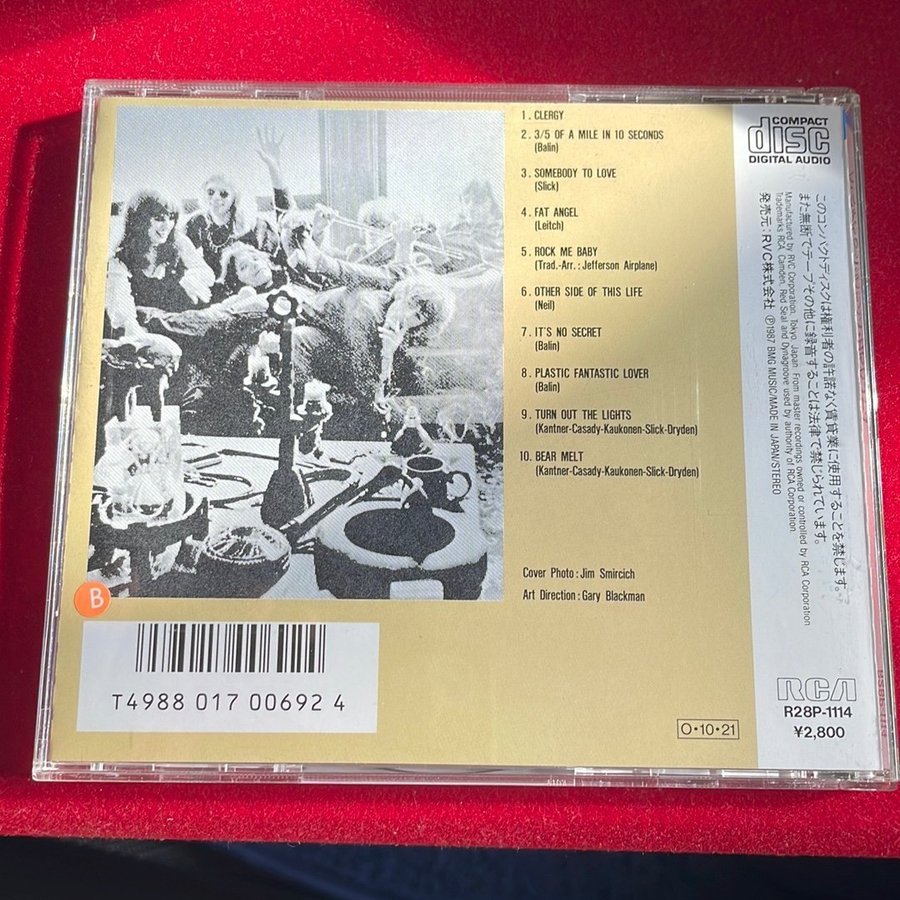 1. CLERGY
2. 3/5 OF A MILE IN 10 SECONDS
(Balin)
3. SOMEBODY TO LOVE
(Slick)
4. FAT ANGEL
(Leitch)
5. ROCK ME BABY
(Trad.-Arr.: Jefferson Airplane)
6. OTHER SIDE OF THIS LIFE
(Neil)
7. IT'S NO SECRET
(Balin)
8. PLASTIC FANTASTIC LOVER
(Balin)
9. TURN OUT THE LIGHTS
(Kantner-Casady-Kaukonen-Slick-Dryden)
10. BEAR MELT
(Kantner-Casady-Kaukonen-Slick-Dryden)
Cover Photo: Jim Smircich
Art Direction: Gary Blackman
B
T4988 017 00692 4
O・10・21
COMPACT
disc
DIGITAL AUDIO
このコンパクトディスクは権利者の許諾なく賃貸業に使用することを禁じます。
また無断でテープその他に録音することは法律で禁じられています。
Manufactured by RVC Corporation, Tokyo, Japan. From master recordings owned or controlled by RCA Corporation
Trademarks RCA, Camden, Red Seal and Dynagroove used by authority of RCA Corporation
発売元:RVC株式会社 Ⓟ1987 BMG MUSIC/MADE IN JAPAN/STEREO
RCA
R28P-1114
¥2,800